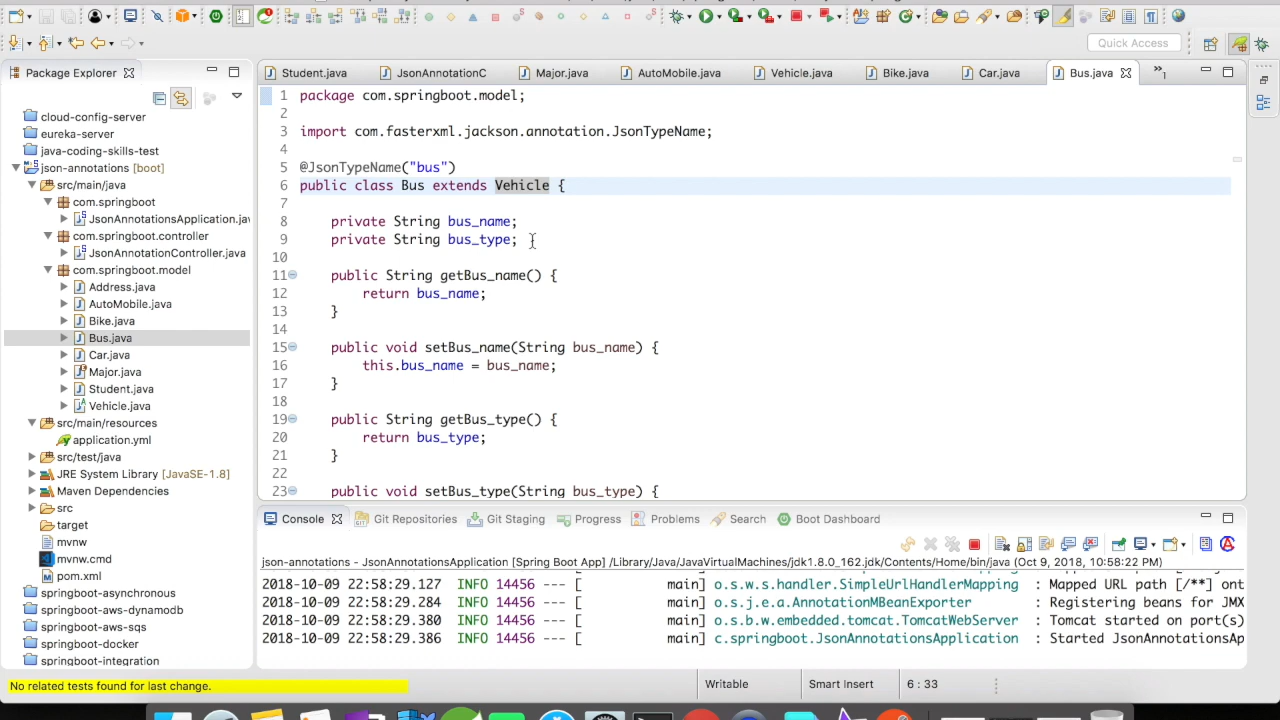 Quick Access
Package Explorer
Student.java
JsonAnnotationC
Major.java
AutoMobile.java
Vehicle.java
Bike.java
Car.java
Bus.java
»1
cloud-config-server
eureka-server
java-coding-skills-test
json-annotations [boot]
src/main/java
com.springboot
JsonAnnotationsApplication.jav
com.springboot.controller
JsonAnnotationController.java
com.springboot.model
Address.java
AutoMobile.java
Bike.java
Bus.java
Car.java
Major.java
Student.java
Vehicle.java
src/main/resources
application.yml
src/test/java
JRE System Library [JavaSE-1.8]
Maven Dependencies
src
target
mvnw
mvnw.cmd
pom.xml
springboot-asynchronous
springboot-aws-dynamodb
springboot-aws-sqs
springboot-docker
springboot-integration
1 package com.springboot.model;
2
3 import com.fasterxml.jackson.annotation.JsonTypeName;
4
5 @JsonTypeName("bus")
6 public class Bus extends Vehicle {
7
8 private String bus_name;
9 private String bus_type;
10
11 public String getBus_name() {
12 return bus_name;
13 }
14
15 public void setBus_name(String bus_name) {
16 this.bus_name = bus_name;
17 }
18
19 public String getBus_type() {
20 return bus_type;
21 }
22
23 public void setBus_type(String bus_type) {
Console
Git Repositories
Git Staging
Progress
Problems
Search
Boot Dashboard
json-annotations - JsonAnnotationsApplication [Spring Boot App] /Library/Java/JavaVirtualMachines/jdk1.8.0_162.jdk/Contents/Home/bin/java (Oct 9, 2018, 10:58:22 PM)
2018-10-09 22:58:29.127 INFO 14456 --- [ main] o.s.w.s.handler.SimpleUrlHandlerMapping : Mapped URL path [/**] ont
2018-10-09 22:58:29.284 INFO 14456 --- [ main] o.s.j.e.a.AnnotationMBeanExporter : Registering beans for JMX
2018-10-09 22:58:29.380 INFO 14456 --- [ main] o.s.b.w.embedded.tomcat.TomcatWebServer : Tomcat started on port(s)
2018-10-09 22:58:29.386 INFO 14456 --- [ main] c.springboot.JsonAnnotationsApplication : Started JsonAnnotationsAp
No related tests found for last change.
Writable
Smart Insert
6 : 33